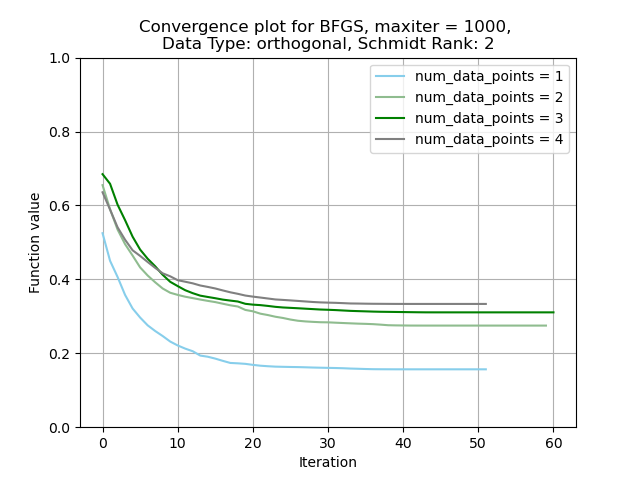 Convergence plot for BFGS, maxiter = 1000,
Data Type: orthogonal, Schmidt Rank: 2
1.0
0.8
0.6
0.4
0.2
0.0
Function value
num_data_points = 1
num_data_points = 2
num_data_points = 3
num_data_points = 4
0 10 20 30 40 50 60
Iteration